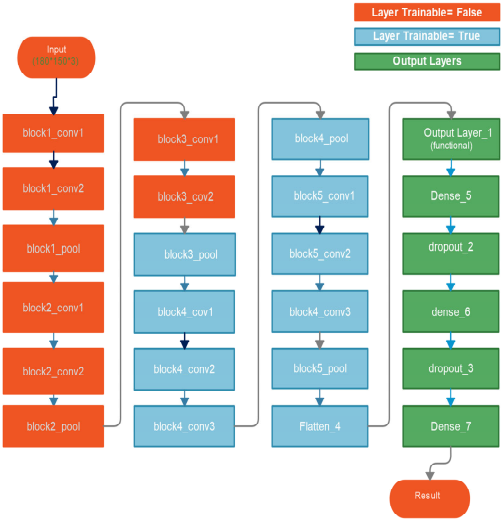 Layer Trainable= False
Layer Trainable= True
Output Layers
Input
(180*150*3)
block1_conv1
block1_conv2
block1_pool
block2_conv1
block2_conv2
block2_pool
block3_conv1
block3_cov2
block3_pool
block4_cov1
block4_conv2
block4_conv3
block4_pool
block5_conv1
block5_conv2
block4_conv3
block5_pool
Flatten_4
Output Layer_1
(functional)
Dense_5
dropout_2
dense_6
dropout_3
Dense_7
Result